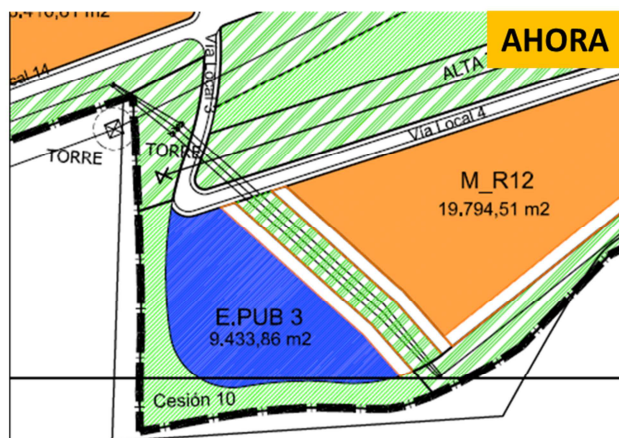 AHORA
Vía Local 3
ALTA
Vía Local 4
TORRE
TORRE
M_R12
19.794,51 m2
E.PUB 3
9.433,86 m2
Cesión 10